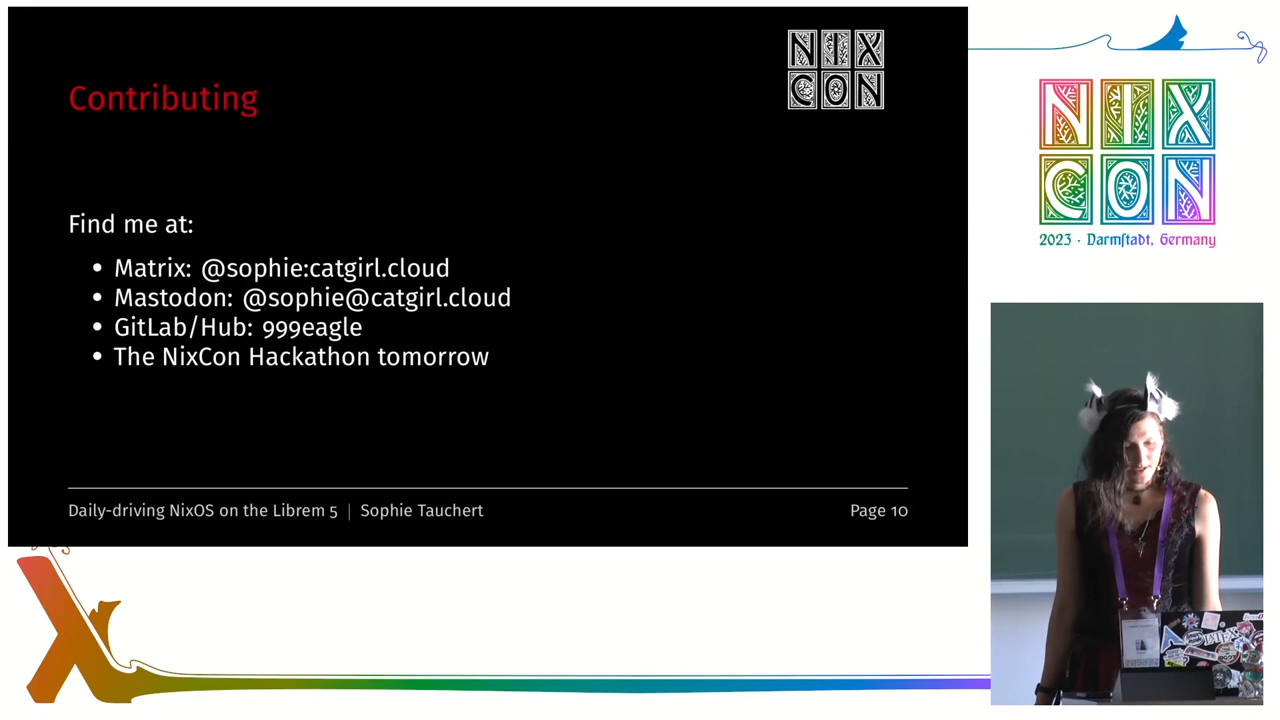 NIX
CON
Contributing
Find me at:
• Matrix: @sophie:catgirl.cloud
• Mastodon: @sophie@catgirl.cloud
• GitLab/Hub: 999eagle
• The NixCon Hackathon tomorrow
Daily-driving NixOS on the Librem 5 | Sophie Tauchert
Page 10
NIX
CON
2023 · Darmſtadt, Germany